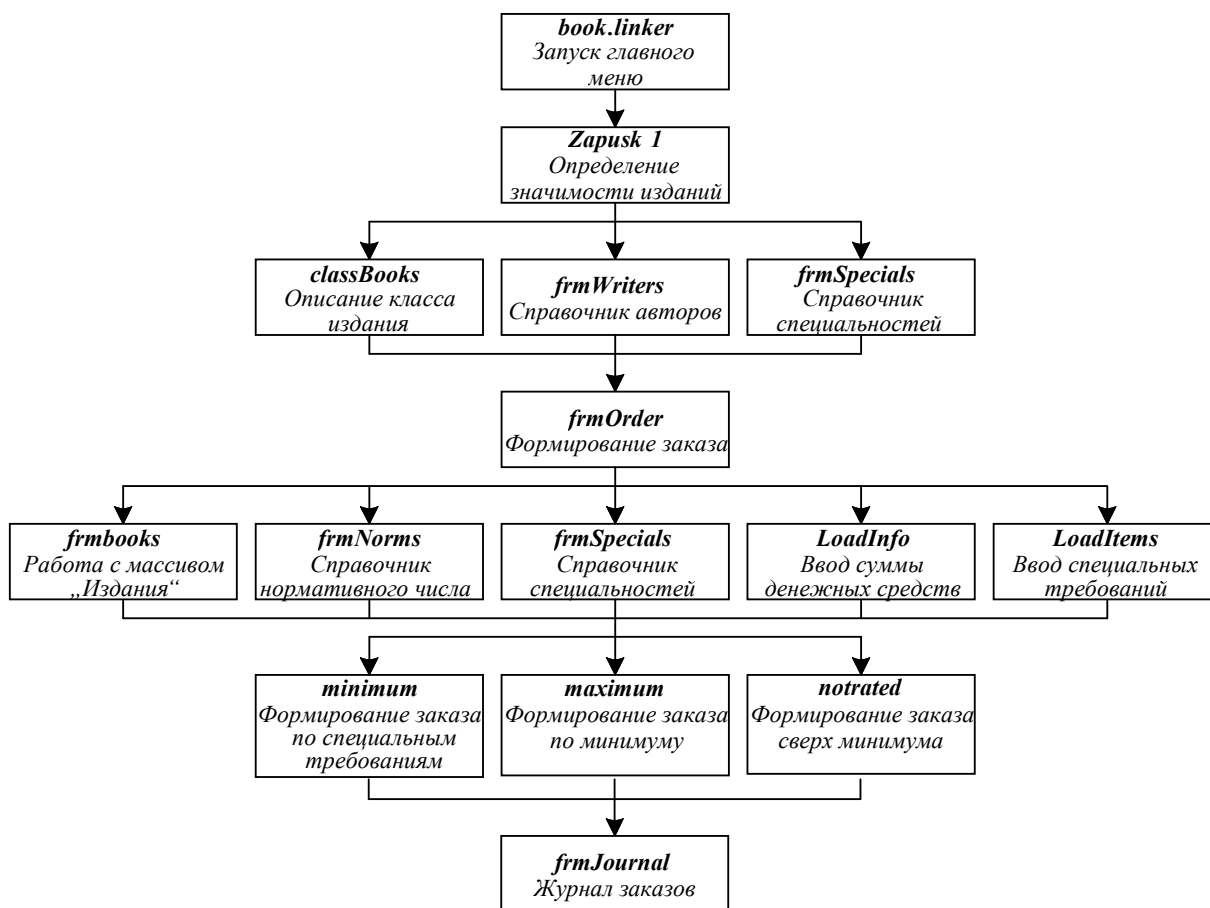 book.linker
Запуск главного
меню
Zapusk 1
Определение
значимости изданий
classBooks
Описание класса
издания
frmWriters
Справочник авторов
frmSpecials
Справочник
специальностей
frmOrder
Формирование заказа
frmbooks
Работа с массивом
„Издания“
frmNorms
Справочник
нормативного числа
frmSpecials
Справочник
специальностей
LoadInfo
Ввод суммы
денежных средств
LoadItems
Ввод специальных
требований
minimum
Формирование заказа
по специальным
требованиям
maximum
Формирование заказа
по минимуму
notrated
Формирование заказа
сверх минимума
frmJournal
Журнал заказов